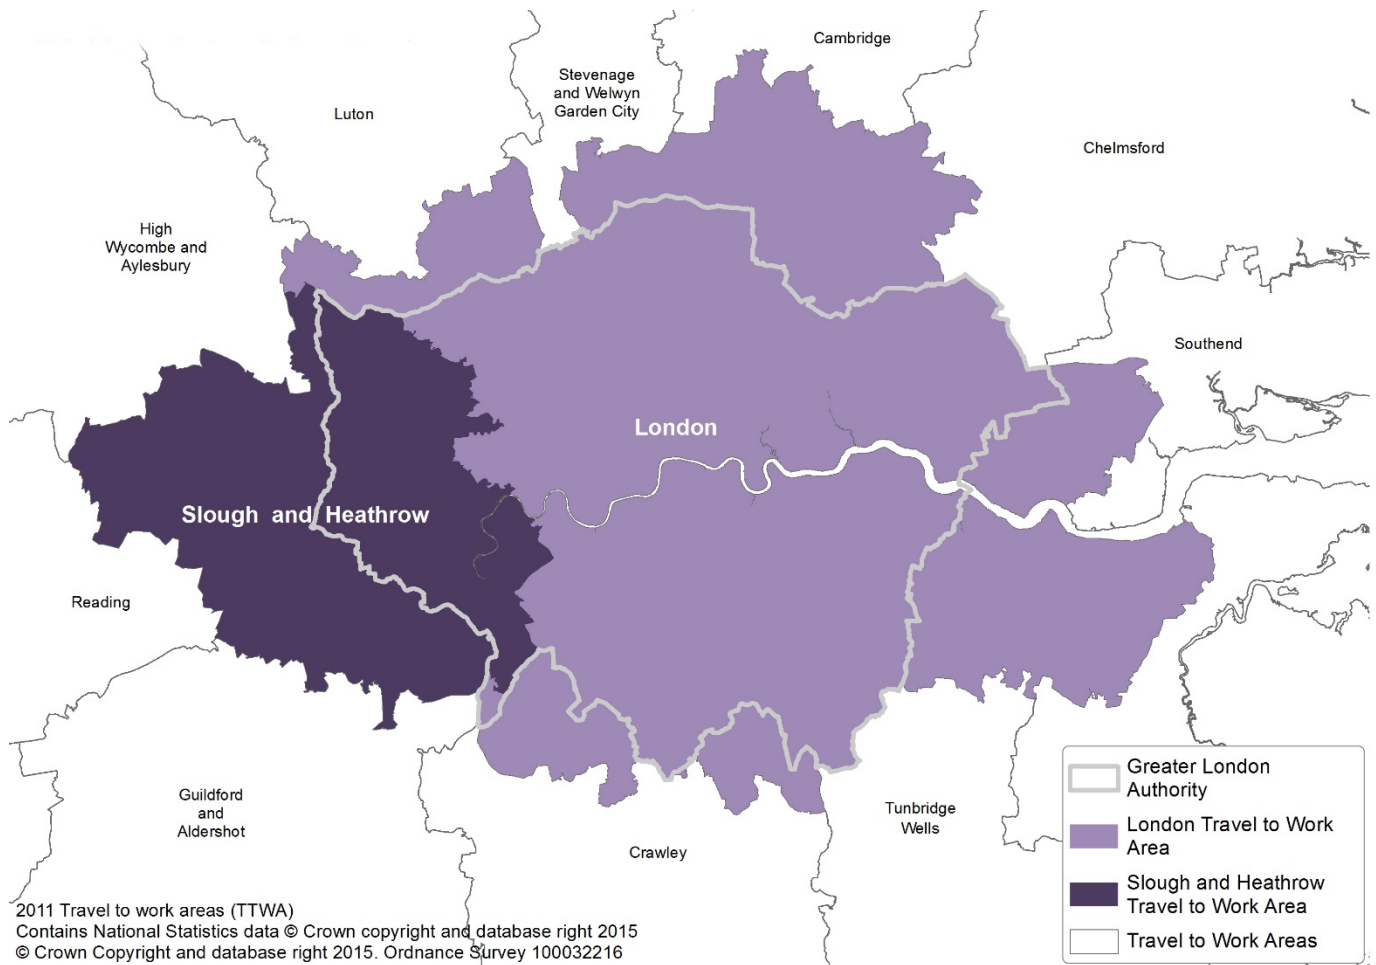 Cambridge
Stevenage
and Welwyn
Garden City
Luton
Chelmsford
High
Wycombe and
Aylesbury
Southend
London
Slough and Heathrow
Reading
Guildford
and
Aldershot
Tunbridge
Wells
Crawley
Greater London
Authority
London Travel to Work
Area
Slough and Heathrow
Travel to Work Area
Travel to Work Areas
2011 Travel to work areas (TTWA)
Contains National Statistics data © Crown copyright and database right 2015
© Crown Copyright and database right 2015. Ordnance Survey 100032216